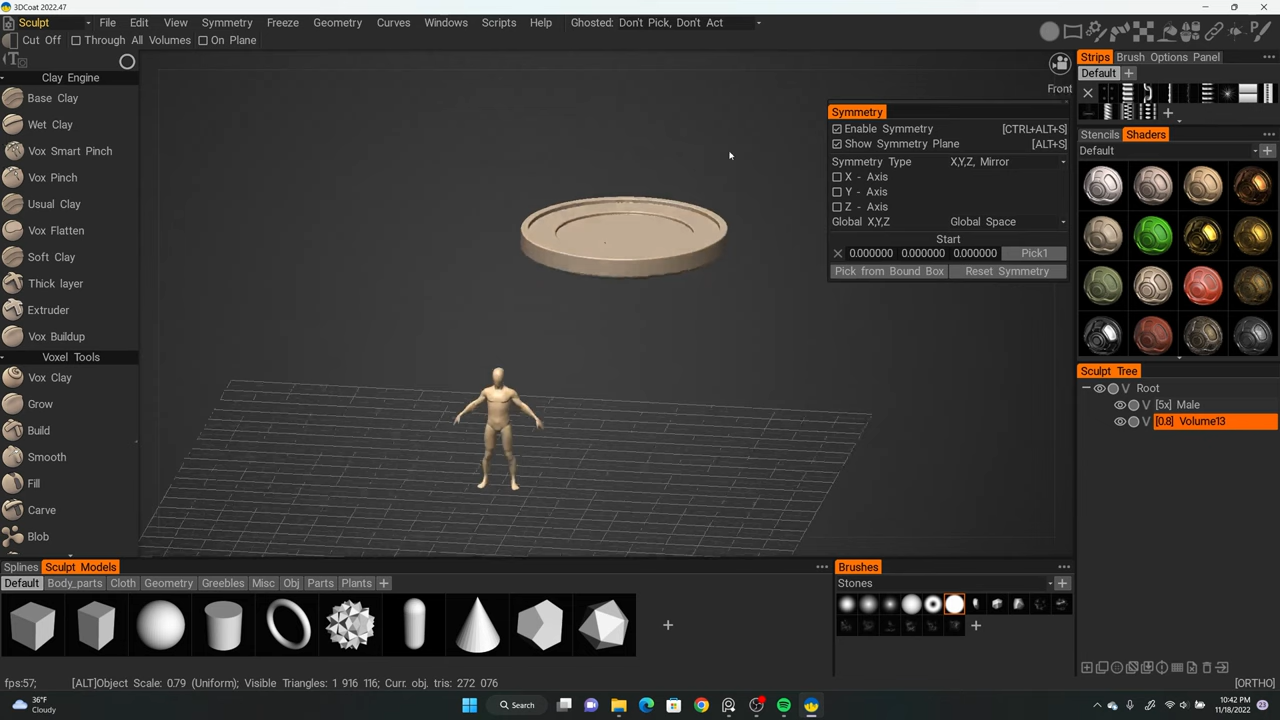 3DCoat 2022.47
Sculpt File Edit View Symmetry Freeze Geometry Curves Windows Scripts Help Ghosted: Don't Pick, Don't Act
Cut Off Through All Volumes On Plane
Clay Engine
Base Clay
Wet Clay
Vox Smart Pinch
Vox Pinch
Usual Clay
Vox Flatten
Soft Clay
Thick layer
Extruder
Vox Buildup
Voxel Tools
Vox Clay
Grow
Build
Smooth
Fill
Carve
Blob
Front
Symmetry
Enable Symmetry [CTRL+ALT+S]
Show Symmetry Plane [ALT+S]
Symmetry Type X,Y,Z, Mirror
X - Axis
Y - Axis
Z - Axis
Global X,Y,Z Global Space
Start
0.000000 0.000000 0.000000 Pick1
Pick from Bound Box Reset Symmetry
Strips Brush Options Panel
Default
Stencils Shaders
Default
Sculpt Tree
V Root
V [5x] Male
V [0.8] Volume13
Splines Sculpt Models
Default Body_parts Cloth Geometry Greebles Misc Obj Parts Plants
Brushes
Stones
fps:57; [ALT]Object Scale: 0.79 (Uniform); Visible Triangles: 1 916 116; Curr. obj. tris: 272 076
[ORTHO]
36°F
Cloudy
Search
10:42 PM
11/18/2022